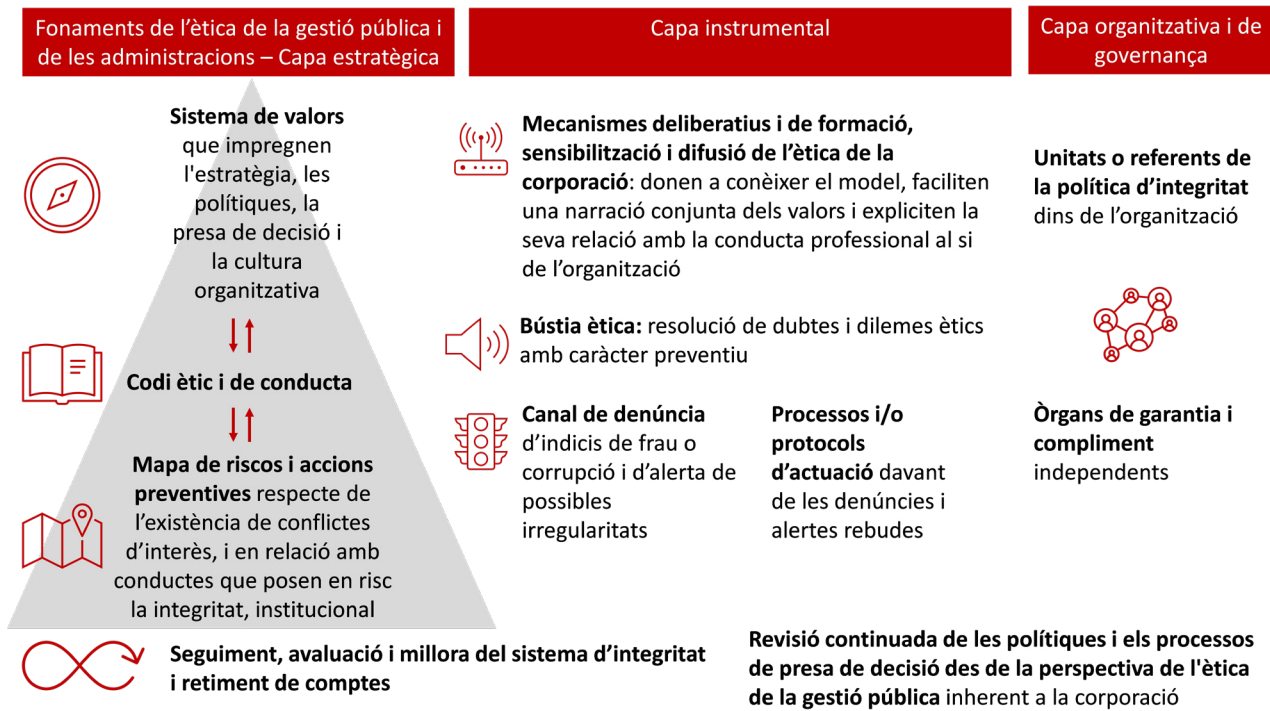 Fonaments de l’ètica de la gestió pública i
de les administracions – Capa estratègica
Sistema de valors
que impregnen
l'estratègia, les
polítiques, la
presa de decisió i
la cultura
organitzativa
Codi ètic i de conducta
Mapa de riscos i accions
preventives respecte de
l’existència de conflictes
d’interès, i en relació amb
conductes que posen en risc
la integritat, institucional
Capa instrumental
Mecanismes deliberatius i de formació,
sensibilització i difusió de l’ètica de la
corporació: donen a conèixer el model, faciliten
una narració conjunta dels valors i expliciten la
seva relació amb la conducta professional al si
de l’organització
Bústia ètica: resolució de dubtes i dilemes ètics
amb caràcter preventiu
Canal de denúncia
d’indicis de frau o
corrupció i d’alerta de
possibles
irregularitats
Processos i/o
protocols
d’actuació davant
de les denúncies i
alertes rebudes
Capa organitzativa i de
governança
Unitats o referents de
la política d’integritat
dins de l’organització
Òrgans de garantia i
compliment
independents
Seguiment, avaluació i millora del sistema d’integritat
i retiment de comptes
Revisió continuada de les polítiques i els processos
de presa de decisió des de la perspectiva de l'ètica
de la gestió pública inherent a la corporació